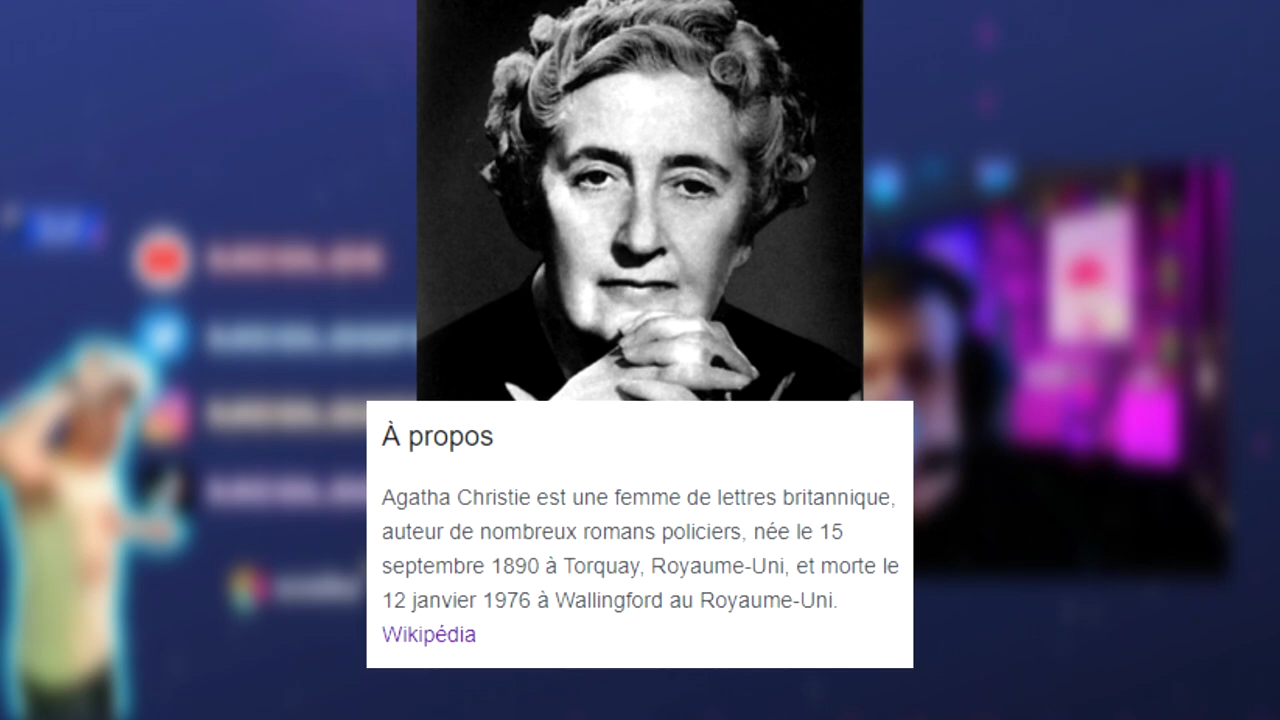 À propos
Agatha Christie est une femme de lettres britannique,
auteur de nombreux romans policiers, née le 15
septembre 1890 à Torquay, Royaume-Uni, et morte le
12 janvier 1976 à Wallingford au Royaume-Uni.
Wikipédia